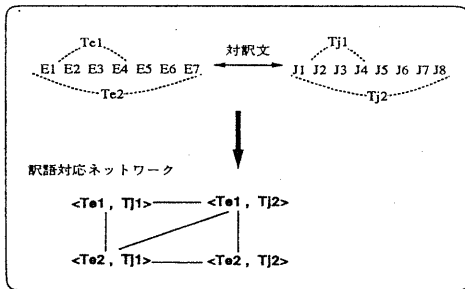 Te1 Tj1
対訳文
E1 E2 E3 E4 E5 E6 E7 J1 J2 J3 J4 J5 J6 J7 J8
Te2 Tj2
訳語対応ネットワーク
<Te1, Tj1> <Te1, Tj2>
<Te2, Tj1> <Te2, Tj2>